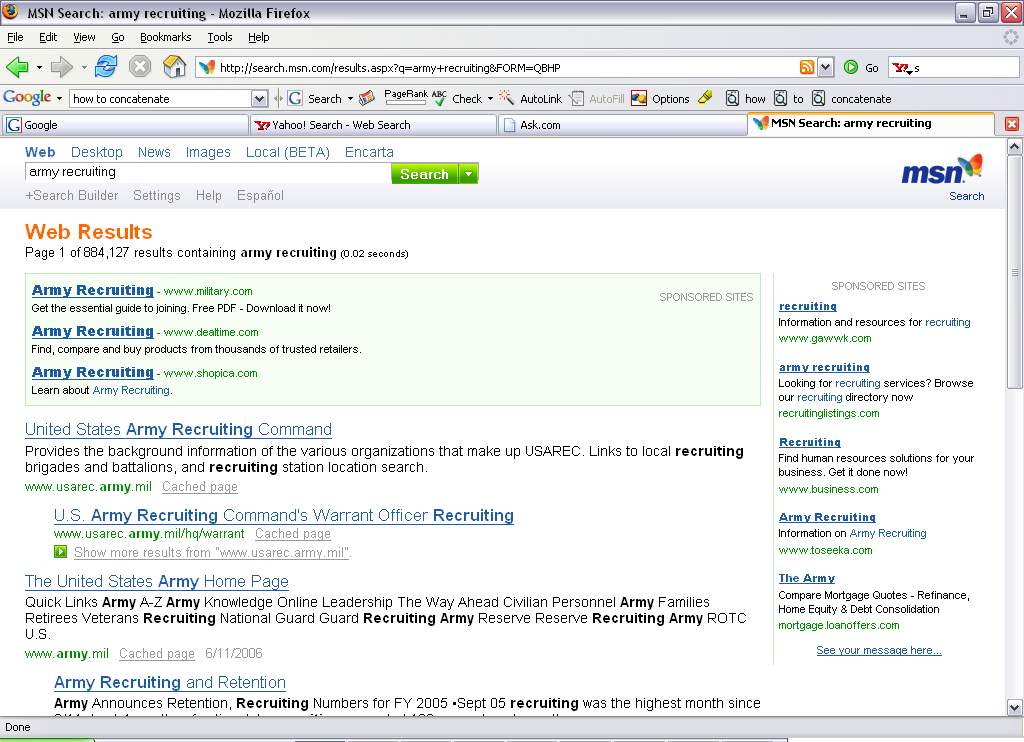 MSN Search: army recruiting - Mozilla Firefox
File Edit View Go Bookmarks Tools Help
http://search.msn.com/results.aspx?q=army+recruiting&FORM=QBHP Go Y! s
Google how to concatenate G Search PageRank ABC Check AutoLink AutoFill Options how to concatenate
G Google Y! Yahoo! Search - Web Search Ask.com MSN Search: army recruiting
Web Desktop News Images Local (BETA) Encarta
army recruiting Search
msn
Search
+Search Builder Settings Help Español
Web Results
Page 1 of 884,127 results containing army recruiting (0.02 seconds)
Army Recruiting - www.military.com
SPONSORED SITES
Get the essential guide to joining. Free PDF - Download it now!
Army Recruiting - www.dealtime.com
Find, compare and buy products from thousands of trusted retailers.
Army Recruiting - www.shopica.com
Learn about Army Recruiting.
United States Army Recruiting Command
Provides the background information of the various organizations that make up USAREC. Links to local recruiting
brigades and battalions, and recruiting station location search.
www.usarec.army.mil Cached page
U.S. Army Recruiting Command's Warrant Officer Recruiting
www.usarec.army.mil/hq/warrant Cached page
Show more results from "www.usarec.army.mil".
The United States Army Home Page
Quick Links Army A-Z Army Knowledge Online Leadership The Way Ahead Civilian Personnel Army Families
Retirees Veterans Recruiting National Guard Guard Recruiting Army Reserve Reserve Recruiting Army ROTC
U.S.
www.army.mil Cached page 6/11/2006
Army Recruiting and Retention
Army Announces Retention, Recruiting Numbers for FY 2005 •Sept 05 recruiting was the highest month since
SPONSORED SITES
recruiting
Information and resources for recruiting
www.gawwk.com
army recruiting
Looking for recruiting services? Browse
our recruiting directory now
recruitinglistings.com
Recruiting
Find human resources solutions for your
business. Get it done now!
www.business.com
Army Recruiting
Information on Army Recruiting
www.toseeka.com
The Army
Compare Mortgage Quotes - Refinance,
Home Equity & Debt Consolidation
mortgage.loanoffers.com
See your message here...
Done